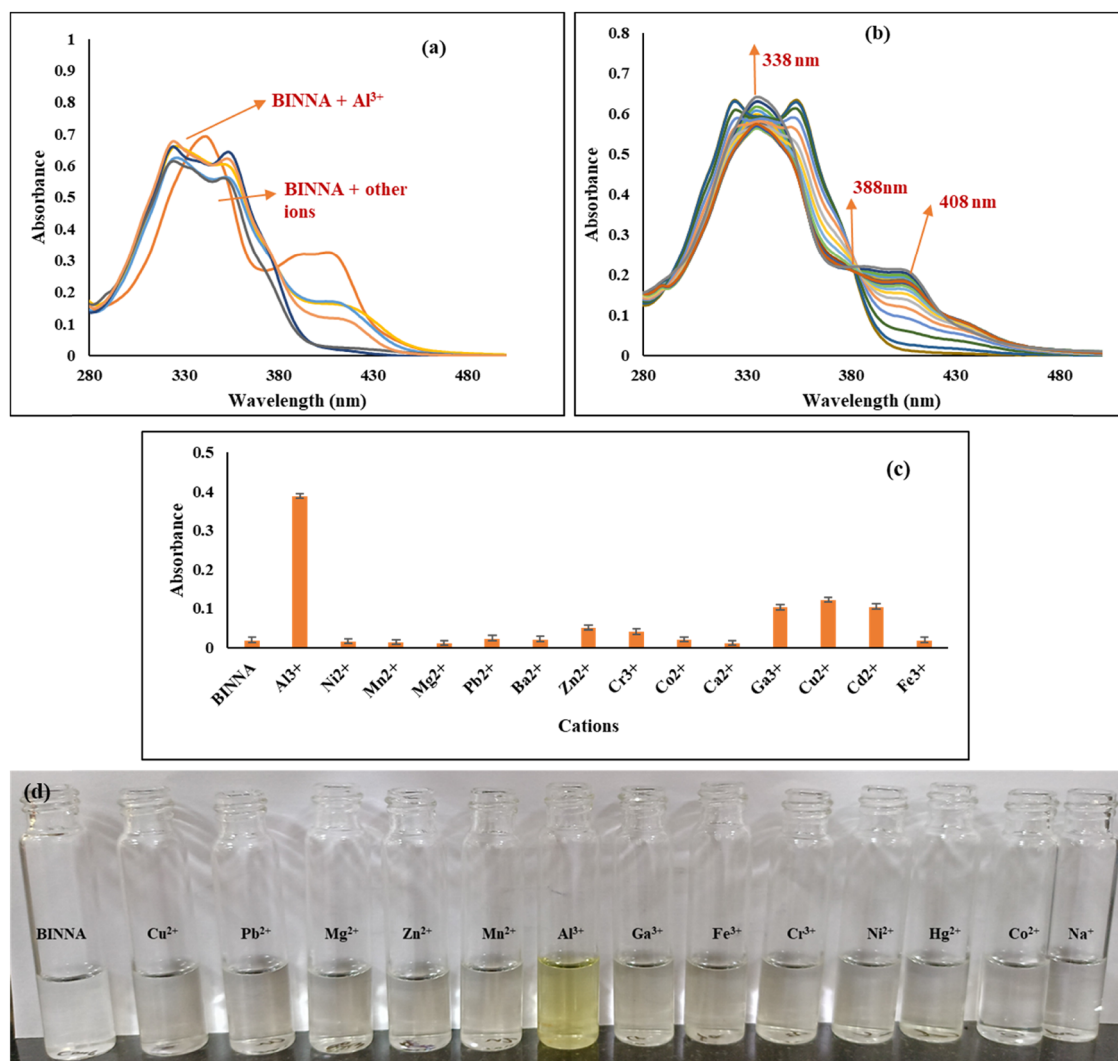 (a)
1
0.9
0.8
0.7
0.6
0.5
0.4
0.3
0.2
0.1
0
Absorbance
BINNA + Al³⁺
BINNA + other
ions
280 330 380 430 480
Wavelength (nm)
(b)
0.8
0.7
0.6
0.5
0.4
0.3
0.2
0.1
0
Absorbance
338 nm
388nm
408 nm
280 330 380 430 480
Wavelength (nm)
(c)
0.5
0.4
0.3
0.2
0.1
0
Absorbance
BINNA Al3+ Ni2+ Mn2+ Mg2+ Pb2+ Ba2+ Zn2+ Cr3+ Co2+ Ca2+ Ga3+ Cu2+ Cd2+ Fe3+
Cations
(d)
BINNA Cu²⁺ Pb²⁺ Mg²⁺ Zn²⁺ Mn²⁺ Al³⁺ Ga³⁺ Fe³⁺ Cr³⁺ Ni²⁺ Hg²⁺ Co²⁺ Na⁺